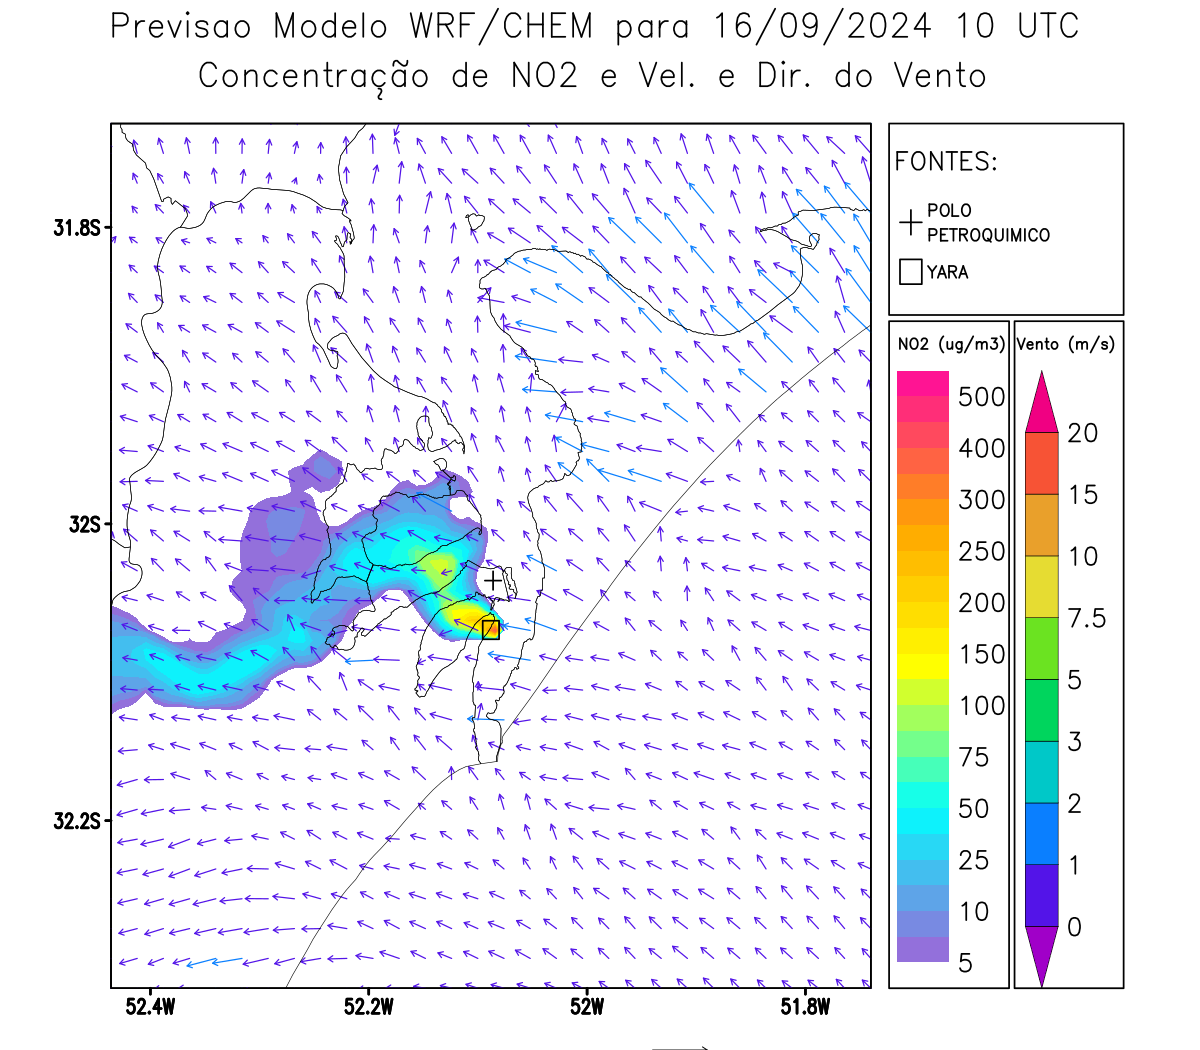 Previsao Modelo WRF/CHEM para 16/09/2024 10 UTC
Concentração de NO2 e Vel. e Dir. do Vento
FONTES:
POLO
PETROQUIMICO
YARA
NO2 (ug/m3)
500
400
300
250
200
150
100
75
50
25
10
5
Vento (m/s)
20
15
10
7.5
5
3
2
1
0
31.8S
32S
32.2S
52.4W
52.2W
52W
51.8W